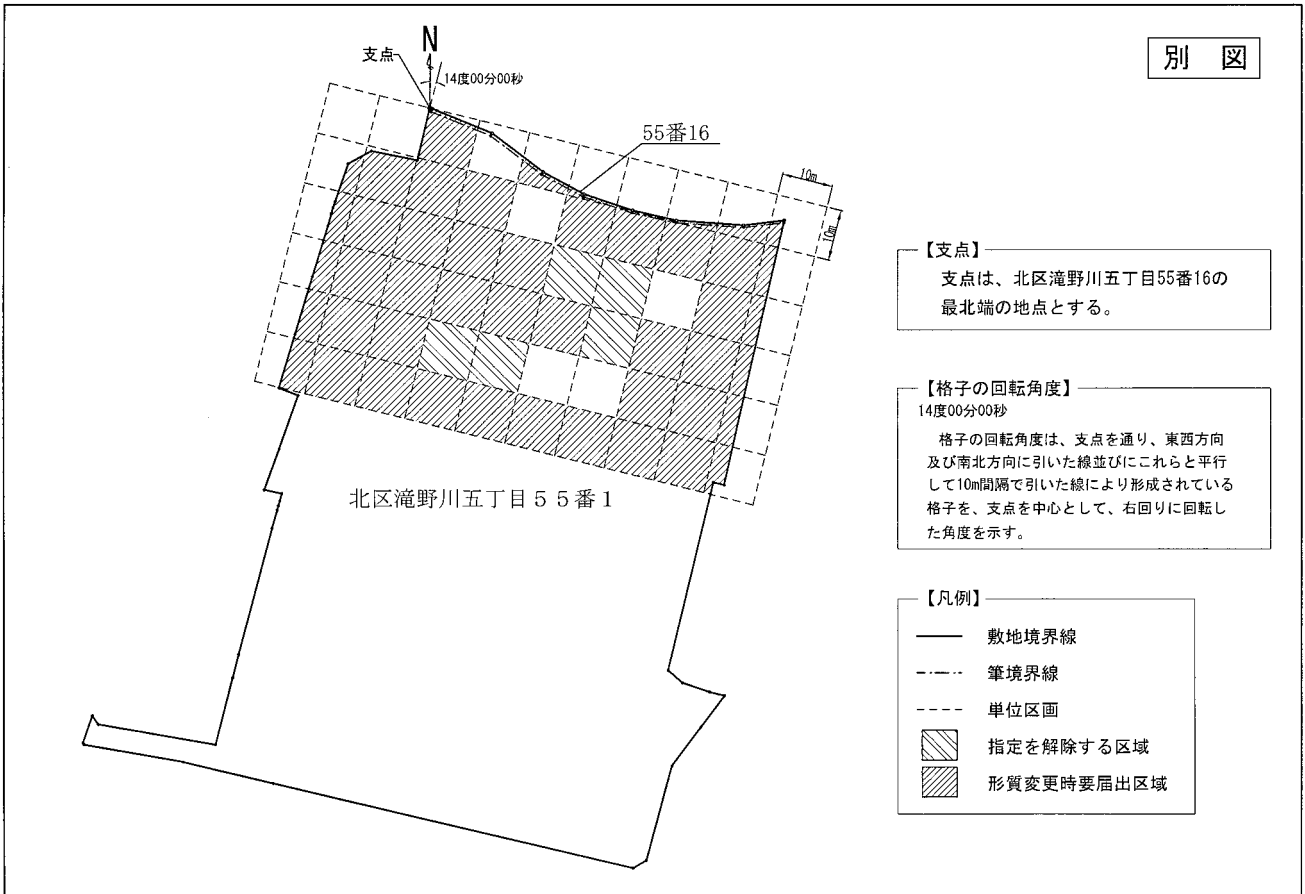 別　図
N
支点
14度00分00秒
55番16
10m
10m
北区滝野川五丁目５５番１
【支点】
支点は、北区滝野川五丁目55番16の
最北端の地点とする。
【格子の回転角度】
14度00分00秒
格子の回転角度は、支点を通り、東西方向
及び南北方向に引いた線並びにこれらと平行
して10m間隔で引いた線により形成されている
格子を、支点を中心として、右回りに回転し
た角度を示す。
【凡例】
敷地境界線
筆境界線
単位区画
指定を解除する区域
形質変更時要届出区域